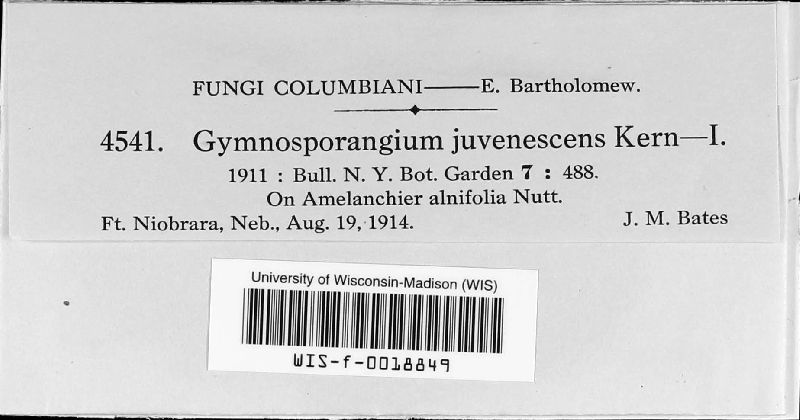 FUNGI COLUMBIANI——E. Bartholomew.
4541. Gymnosporangium juvenescens Kern—I.
1911 : Bull. N. Y. Bot. Garden 7 : 488.
On Amelanchier alnifolia Nutt.
Ft. Niobrara, Neb., Aug. 19, 1914. J. M. Bates
University of Wisconsin-Madison (WIS)
WIS-f-0018849